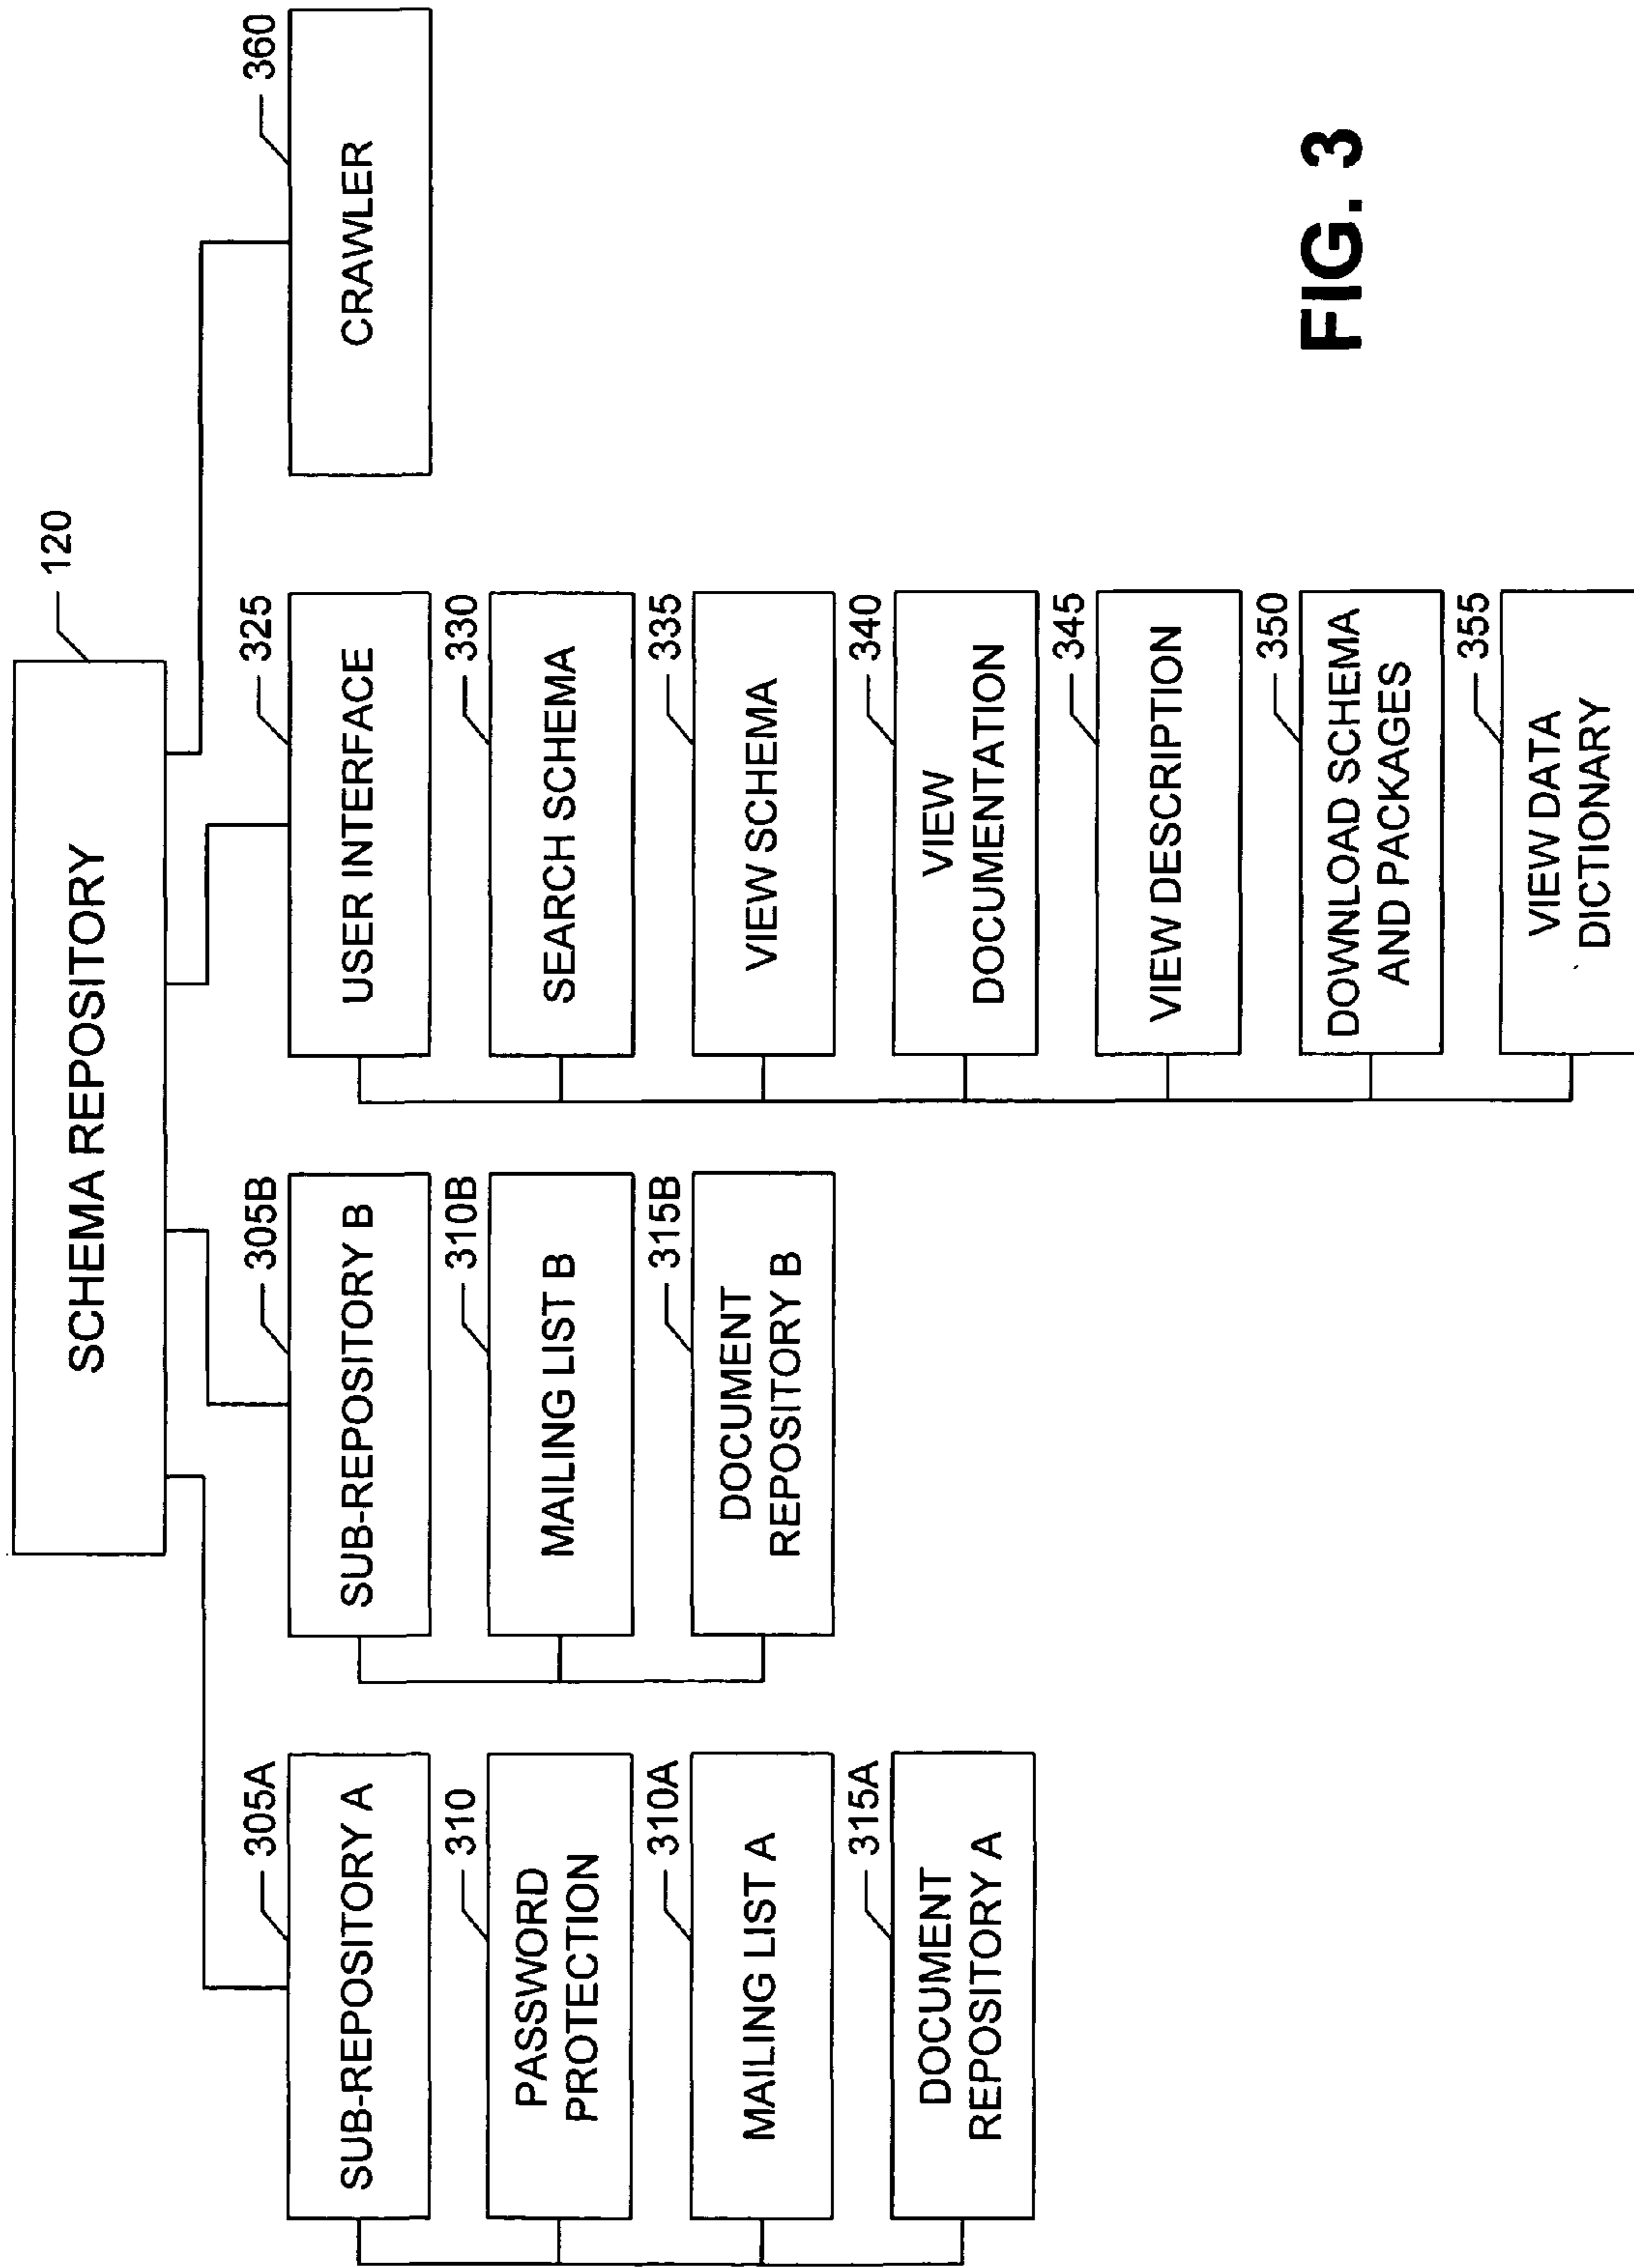 SCHEMA REPOSITORY
120
SUB-REPOSITORY A
305A
PASSWORD
PROTECTION
310
MAILING LIST A
310A
DOCUMENT
REPOSITORY A
315A
SUB-REPOSITORY B
305B
MAILING LIST B
310B
DOCUMENT
REPOSITORY B
315B
USER INTERFACE
325
SEARCH SCHEMA
330
VIEW SCHEMA
335
VIEW
DOCUMENTATION
340
VIEW DESCRIPTION
345
DOWNLOAD SCHEMA
AND PACKAGES
350
VIEW DATA
DICTIONARY
355
CRAWLER
360
FIG. 3